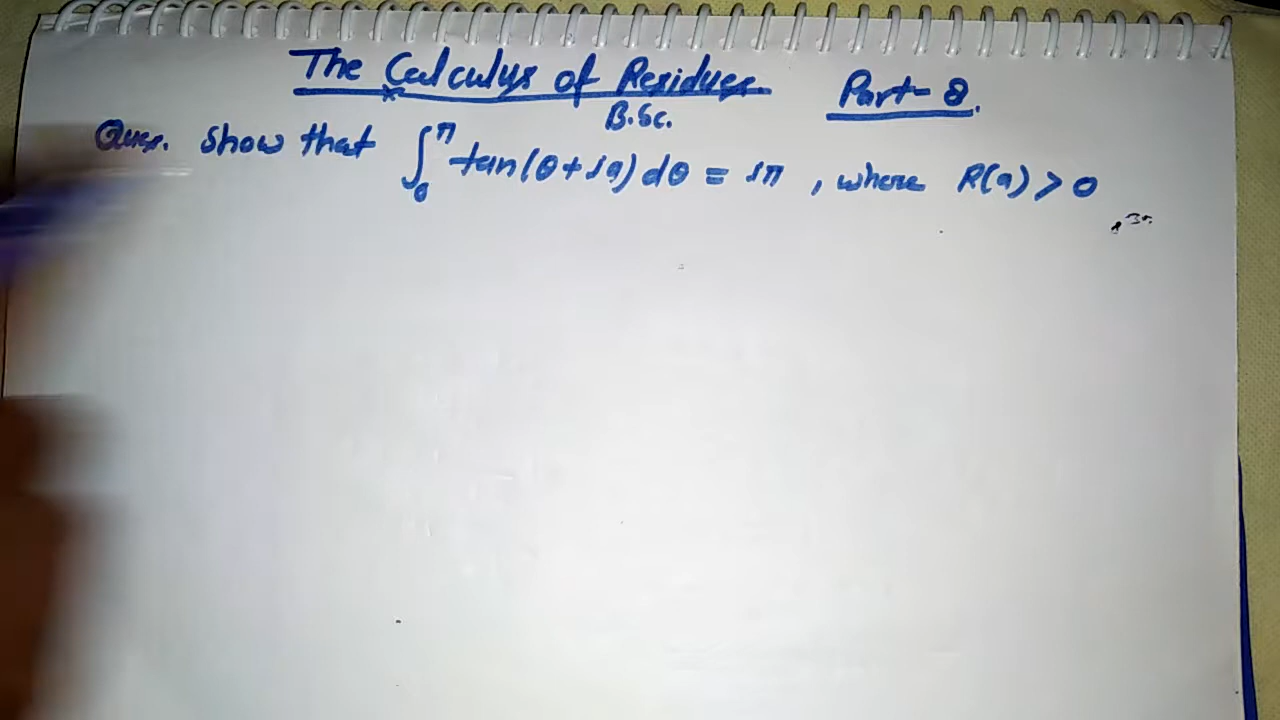 The Calculus of Residues. Part-8.
B.Sc.
Ques. Show that ∫₀^π tan(θ+ia)dθ = iπ, where R(a) > 0